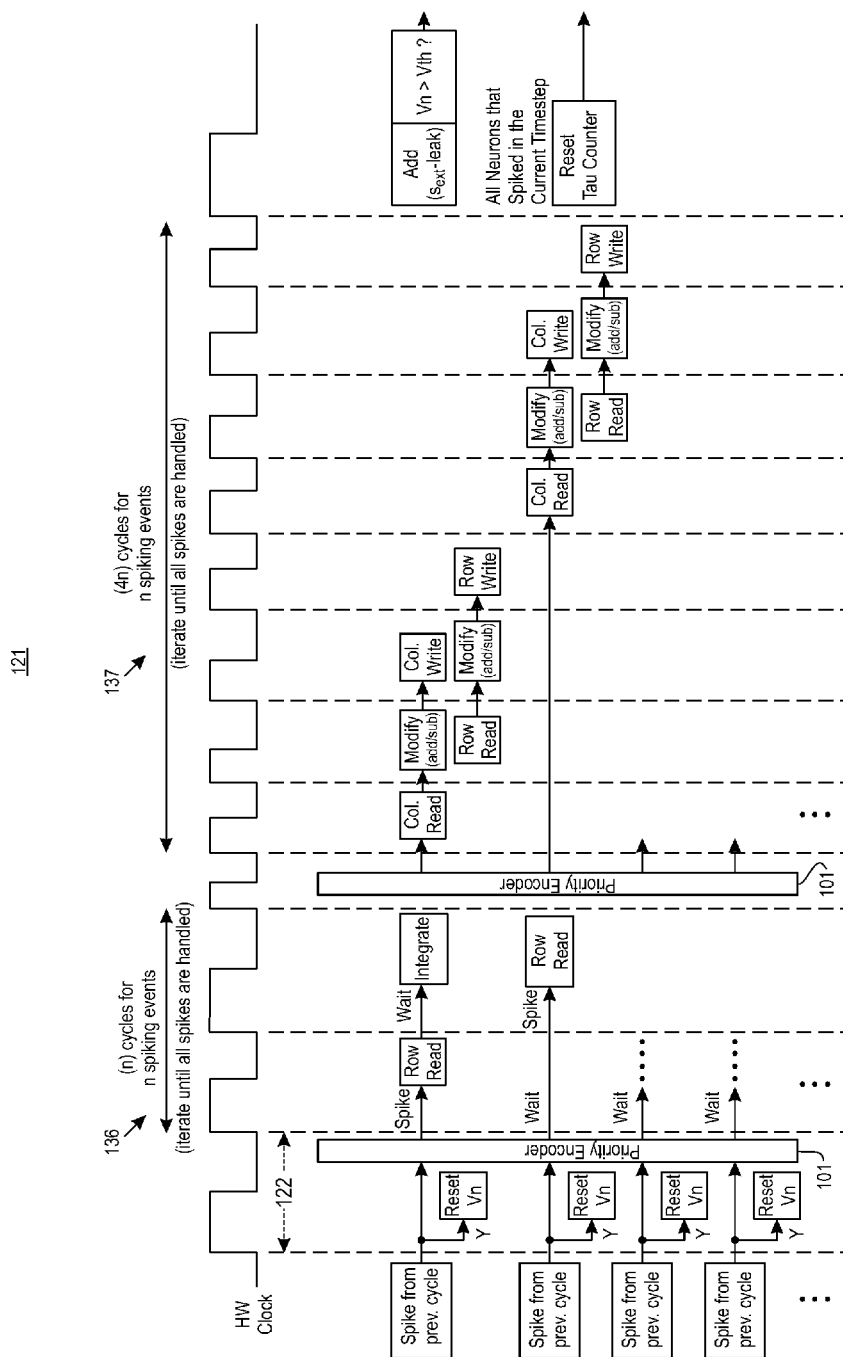 121
136
(n) cycles for
n spiking events
(iterate until all spikes are handled)
137
(4n) cycles for
n spiking events
(iterate until all spikes are handled)
HW
Clock
122
Spike from
prev. cycle
Y
Reset
Vn
Spike
Row
Read
Wait
Integrate
Col.
Read
Modify
(add/sub)
Col.
Write
Row
Read
Modify
(add/sub)
Row
Write
Add
(sext-leak)
Vn > Vth ?
Spike from
prev. cycle
Y
Reset
Vn
Wait
Spike
Row
Read
Col.
Read
Modify
(add/sub)
Col.
Write
Row
Read
Modify
(add/sub)
Row
Write
All Neurons that
Spiked in the
Current Timestep
Reset
Tau Counter
Spike from
prev. cycle
Y
Reset
Vn
Wait
Spike from
prev. cycle
Y
Reset
Vn
Wait
Priority Encoder
101
Priority Encoder
101